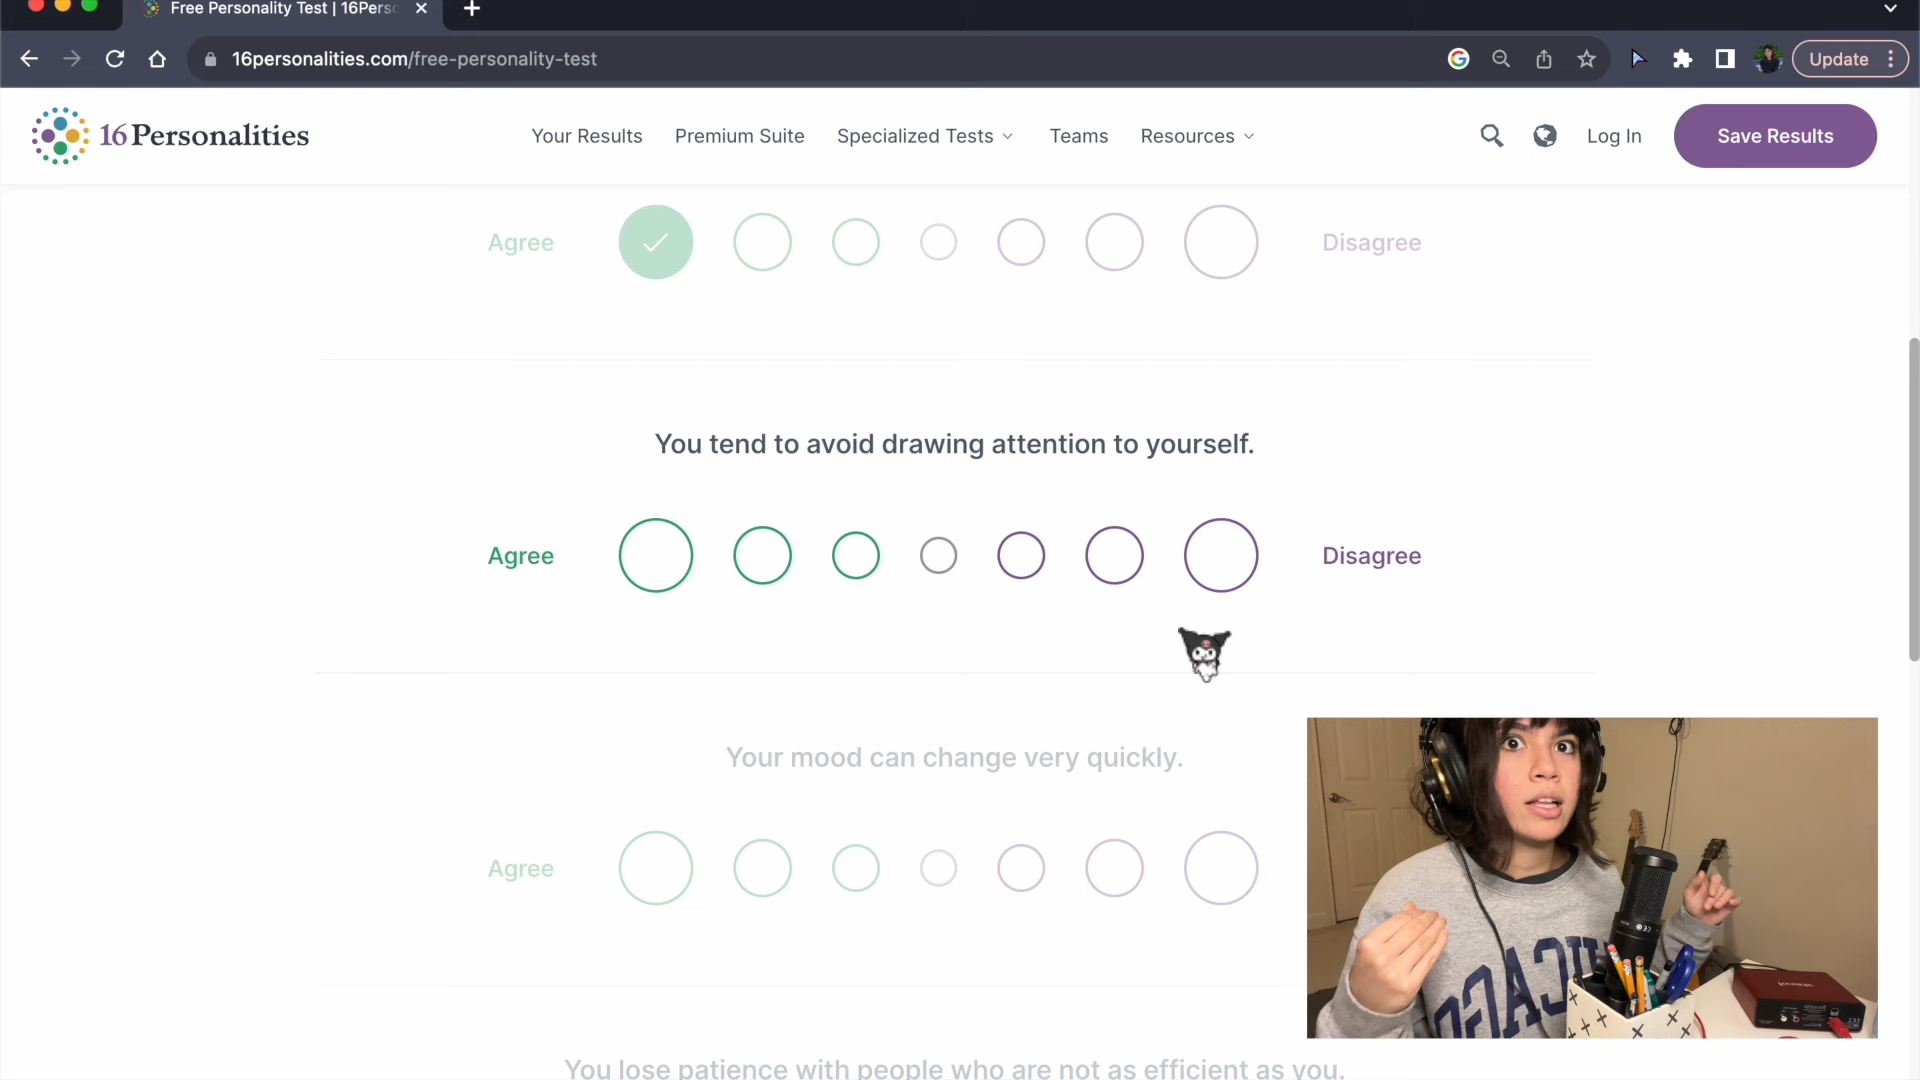 Free Personality Test | 16Perso
16personalities.com/free-personality-test
Update
16Personalities
Your Results
Premium Suite
Specialized Tests
Teams
Resources
Log In
Save Results
Agree
Disagree
You tend to avoid drawing attention to yourself.
Agree
Disagree
Your mood can change very quickly.
Agree
You lose patience with people who are not as efficient as you.